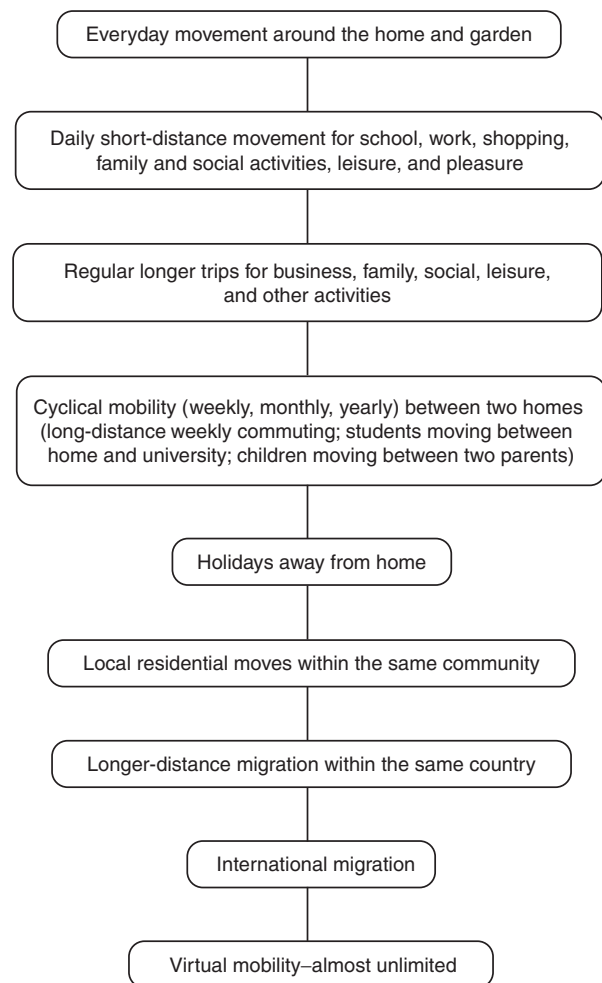 Everyday movement around the home and garden
Daily short-distance movement for school, work, shopping,
family and social activities, leisure, and pleasure
Regular longer trips for business, family, social, leisure,
and other activities
Cyclical mobility (weekly, monthly, yearly) between two homes
(long-distance weekly commuting; students moving between
home and university; children moving between two parents)
Holidays away from home
Local residential moves within the same community
Longer-distance migration within the same country
International migration
Virtual mobility–almost unlimited